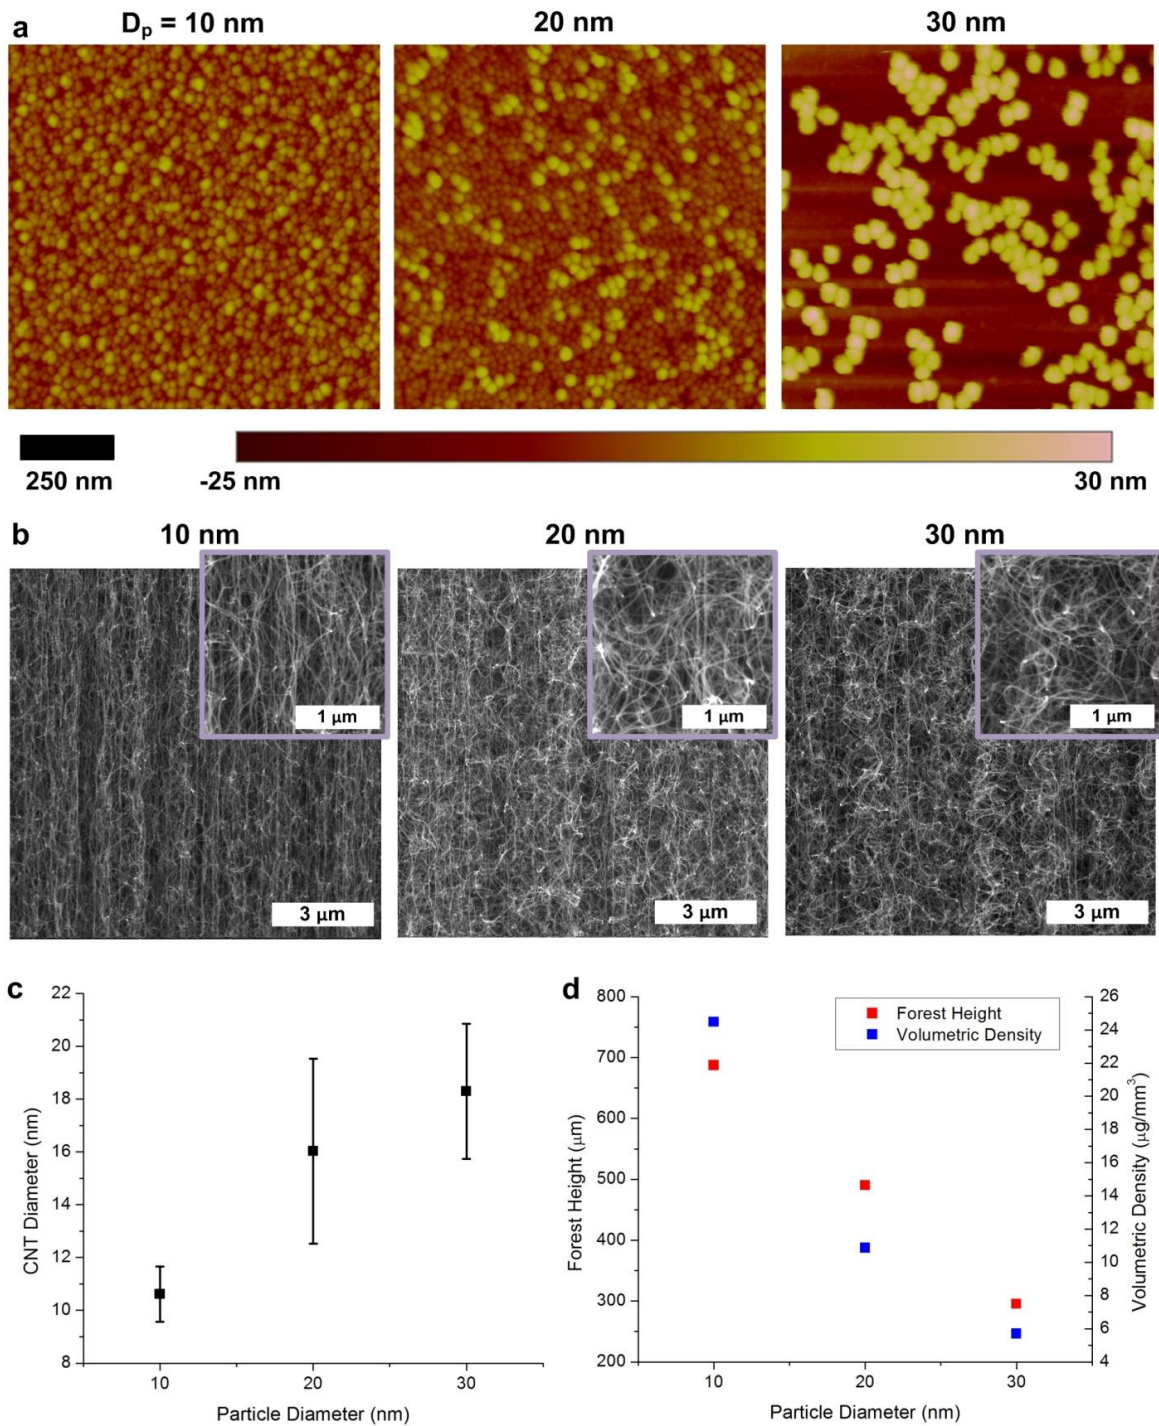 a
Dₚ = 10 nm 20 nm 30 nm
250 nm
-25 nm 30 nm
b
10 nm 20 nm 30 nm
1 μm 1 μm 1 μm
3 μm 3 μm 3 μm
c
22
20
18
16
14
12
10
8
CNT Diameter (nm)
10 20 30
Particle Diameter (nm)
d
800
700
600
500
400
300
200
Forest Height (μm)
Forest Height
Volumetric Density
26
24
22
20
18
16
14
12
10
8
6
4
Volumetric Density (μg/mm³)
10 20 30
Particle Diameter (nm)